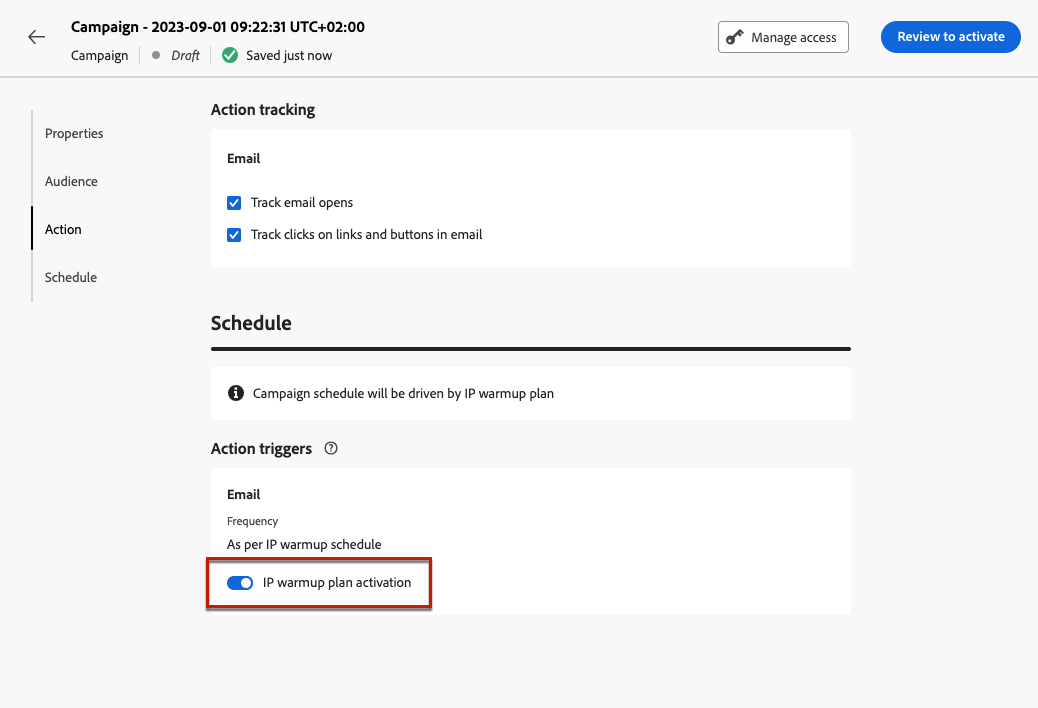 Campaign - 2023-09-01 09:22:31 UTC+02:00
Campaign
Draft
Saved just now
Manage access
Review to activate
Properties
Audience
Action
Schedule
Action tracking
Email
Track email opens
Track clicks on links and buttons in email
Schedule
Campaign schedule will be driven by IP warmup plan
Action triggers
Email
Frequency
As per IP warmup schedule
IP warmup plan activation